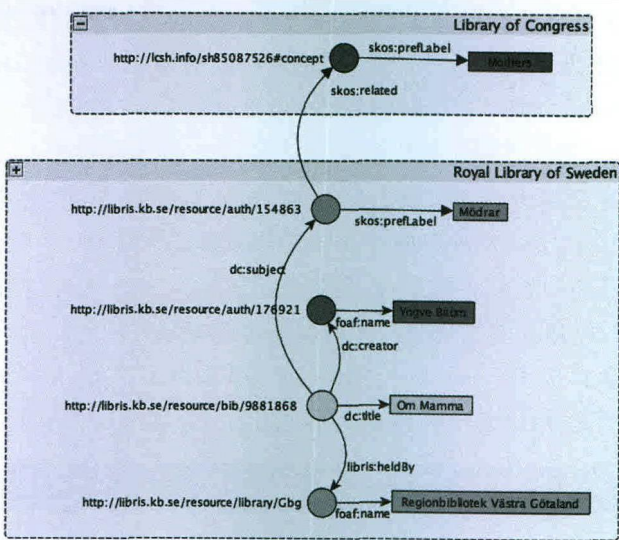 Library of Congress
http://lcsh.info/sh85087526#concept
skos:prefLabel
Mothers
skos:related
Royal Library of Sweden
http://libris.kb.se/resource/auth/154863
skos:prefLabel
Mödrar
dc:subject
http://libris.kb.se/resource/auth/176921
foaf:name
Yngve
dc:creator
http://libris.kb.se/resource/bib/9881868
dc:title
Om Mamma
libris:heldBy
http://libris.kb.se/resource/library/Gbg
foaf:name
Regionbibliotek Västra Götaland